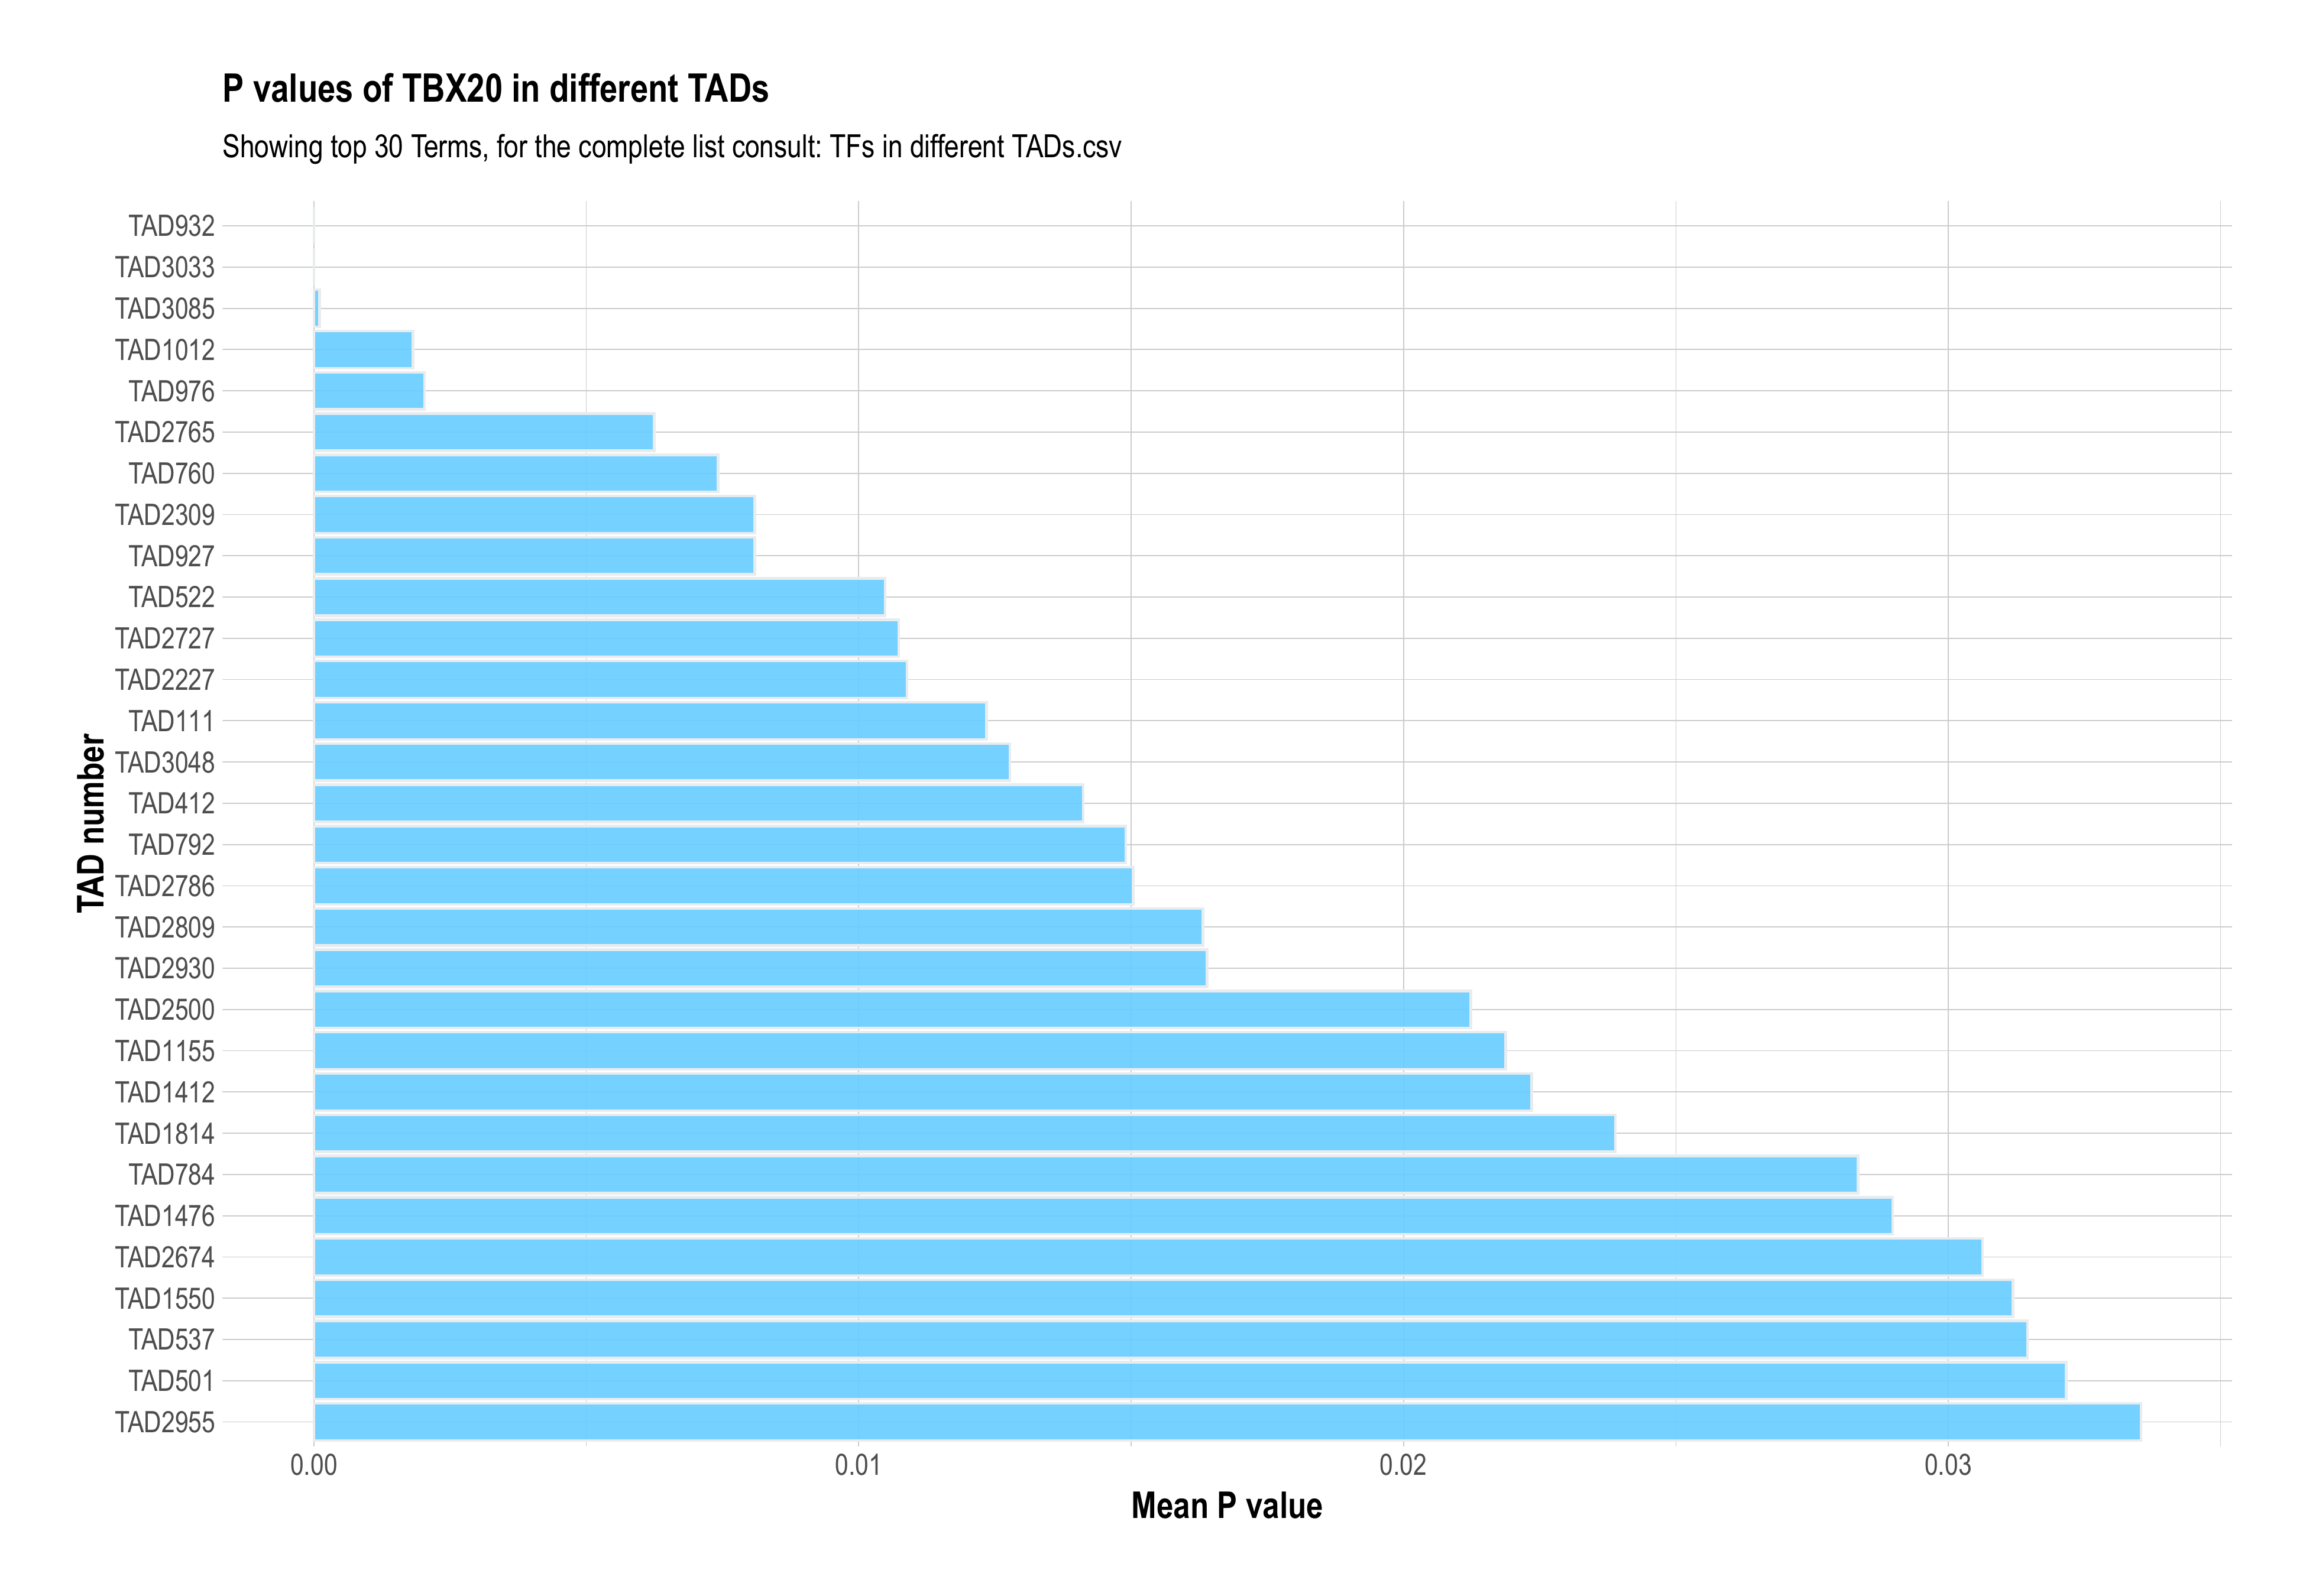 P values of TBX20 in different TADs
Showing top 30 Terms, for the complete list consult: TFs in different TADs.csv
TAD number
TAD932
TAD3033
TAD3085
TAD1012
TAD976
TAD2765
TAD760
TAD2309
TAD927
TAD522
TAD2727
TAD2227
TAD111
TAD3048
TAD412
TAD792
TAD2786
TAD2809
TAD2930
TAD2500
TAD1155
TAD1412
TAD1814
TAD784
TAD1476
TAD2674
TAD1550
TAD537
TAD501
TAD2955
0.00 0.01 0.02 0.03
Mean P value